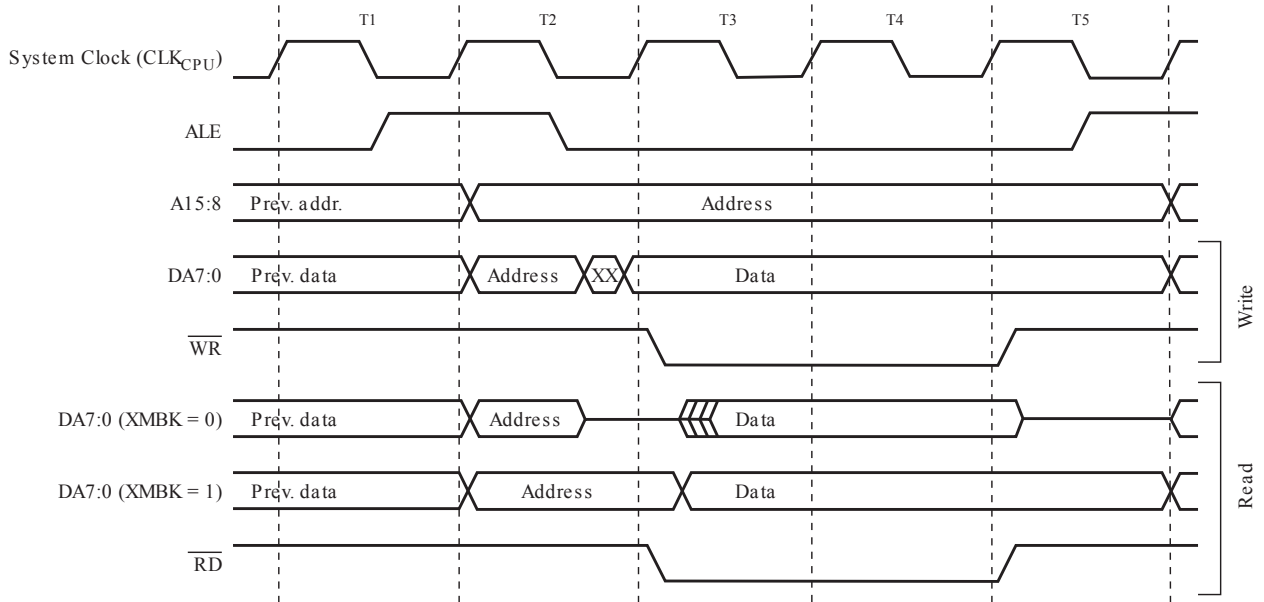 T1 T2 T3 T4 T5
System Clock (CLKCPU)
ALE
A15:8 Prev. addr. Address
DA7:0 Prev. data Address XX Data
WR
Write
DA7:0 (XMBK = 0) Prev. data Address Data
DA7:0 (XMBK = 1) Prev. data Address Data
RD
Read